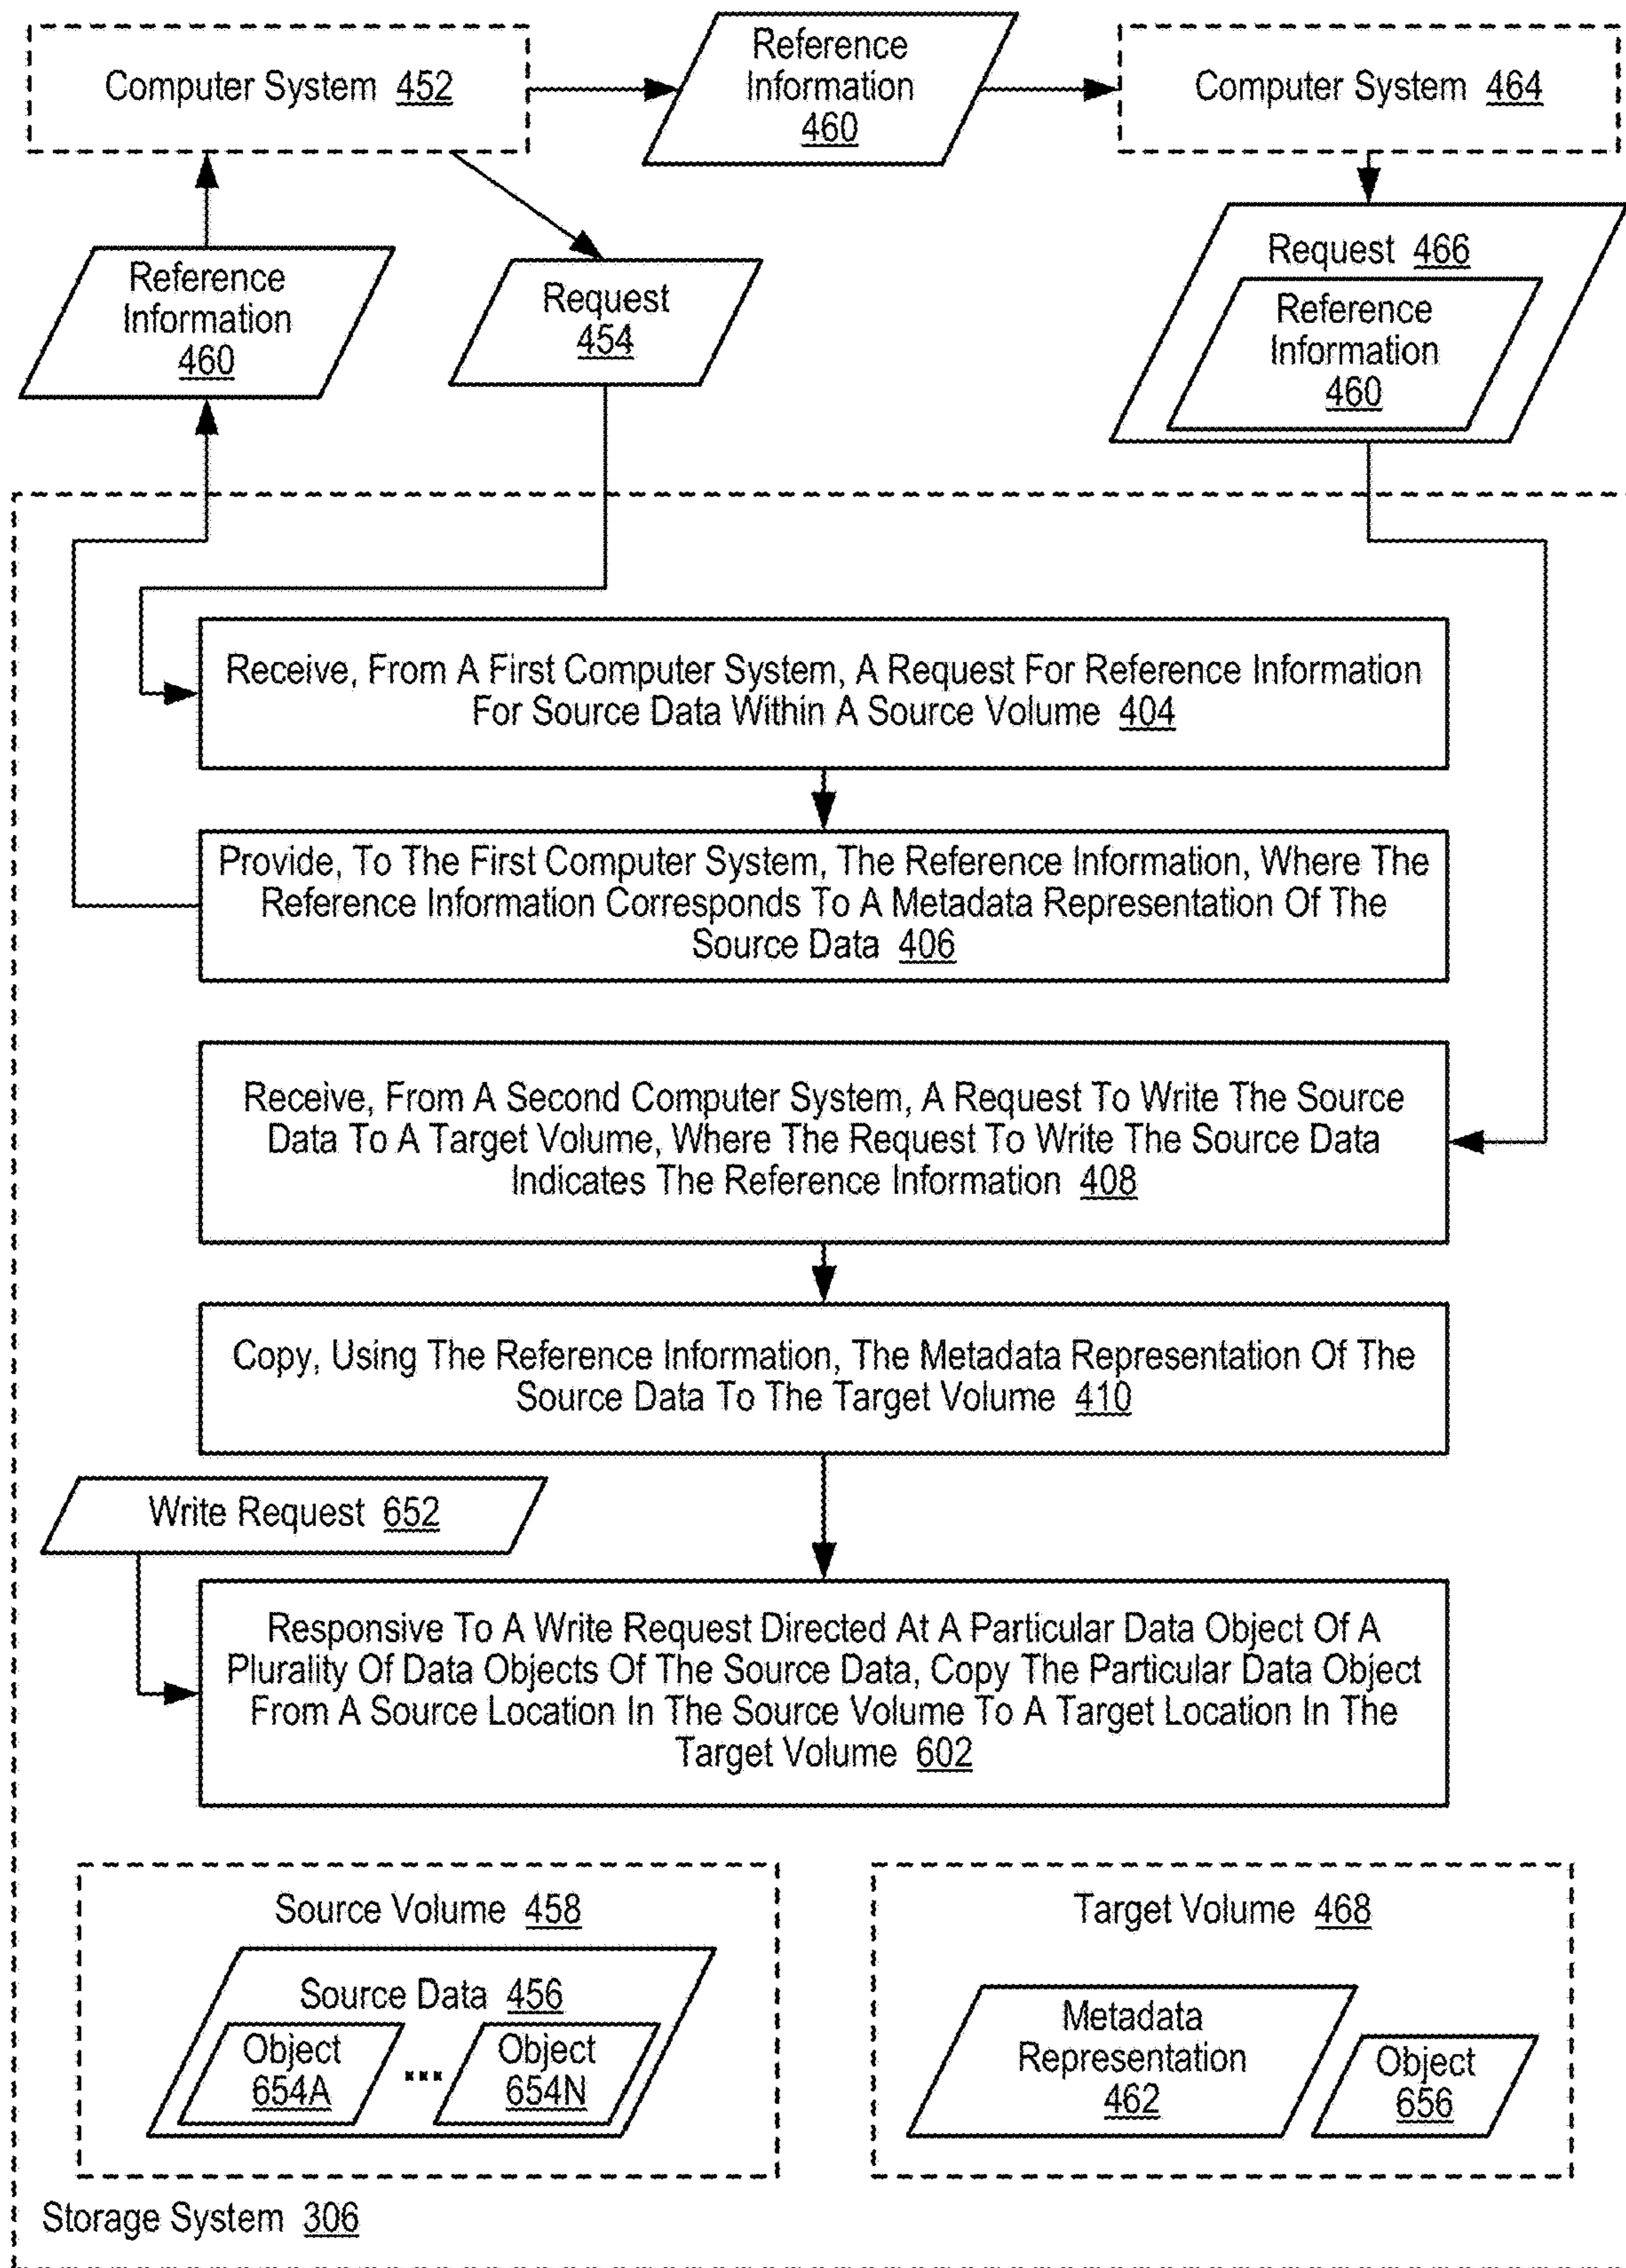 Computer System 452
Reference
Information
460
Computer System 464
Reference
Information
460
Request
454
Request 466
Reference
Information
460
Receive, From A First Computer System, A Request For Reference Information
For Source Data Within A Source Volume 404
Provide, To The First Computer System, The Reference Information, Where The
Reference Information Corresponds To A Metadata Representation Of The
Source Data 406
Receive, From A Second Computer System, A Request To Write The Source
Data To A Target Volume, Where The Request To Write The Source Data
Indicates The Reference Information 408
Copy, Using The Reference Information, The Metadata Representation Of The
Source Data To The Target Volume 410
Write Request 652
Responsive To A Write Request Directed At A Particular Data Object Of A
Plurality Of Data Objects Of The Source Data, Copy The Particular Data Object
From A Source Location In The Source Volume To A Target Location In The
Target Volume 602
Source Volume 458
Source Data 456
Object
654A
...
Object
654N
Target Volume 468
Metadata
Representation
462
Object
656
Storage System 306